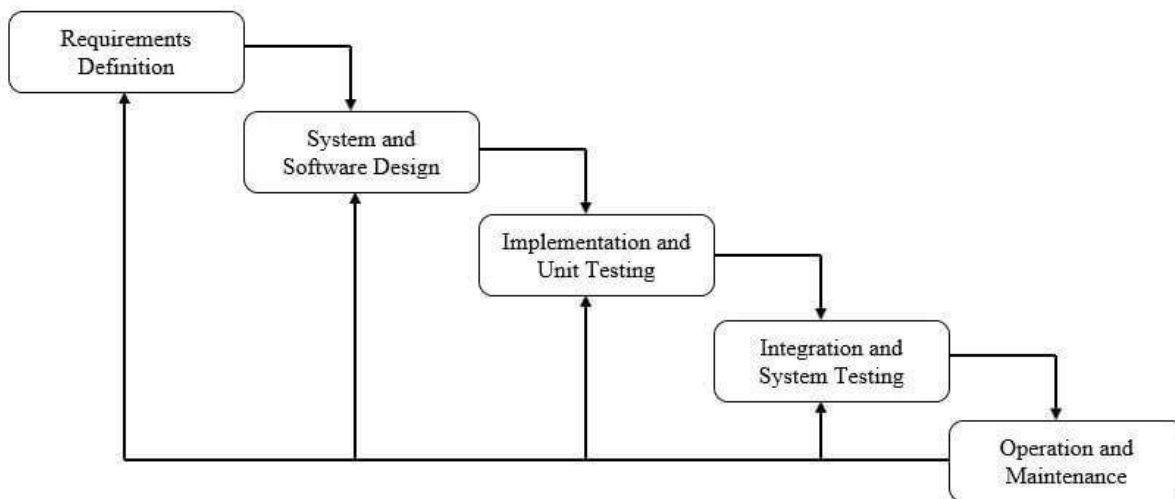 Requirements
Definition
System and
Software Design
Implementation and
Unit Testing
Integration and
System Testing
Operation and
Maintenance